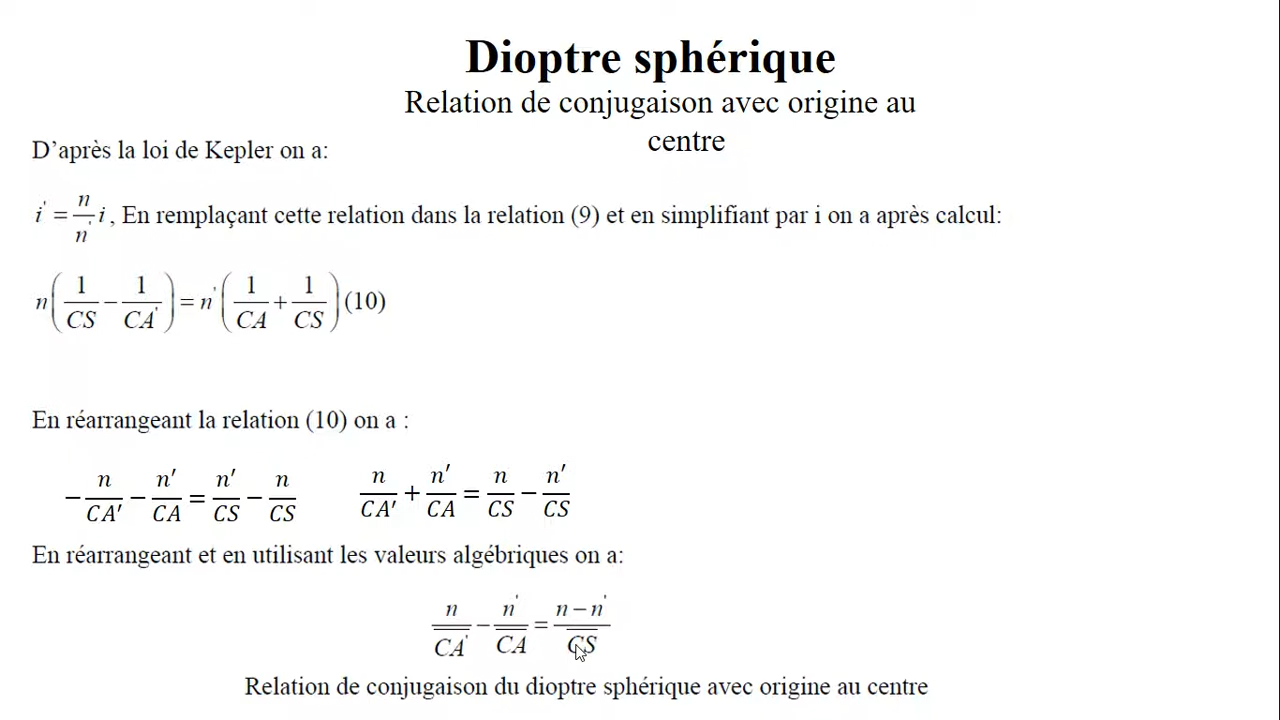 Dioptre sphérique
Relation de conjugaison avec origine au
centre
D'après la loi de Kepler on a:
i' = n/n' i, En remplaçant cette relation dans la relation (9) et en simplifiant par i on a après calcul:
n(1/CS − 1/CA') = n'(1/CA + 1/CS)(10)
En réarrangeant la relation (10) on a :
−n/CA' − n'/CA = n'/CS − n/CS    n/CA' + n'/CA = n/CS − n'/CS
En réarrangeant et en utilisant les valeurs algébriques on a:
n/C̅A̅' − n'/C̅A̅ = (n−n')/C̅S̅
Relation de conjugaison du dioptre sphérique avec origine au centre